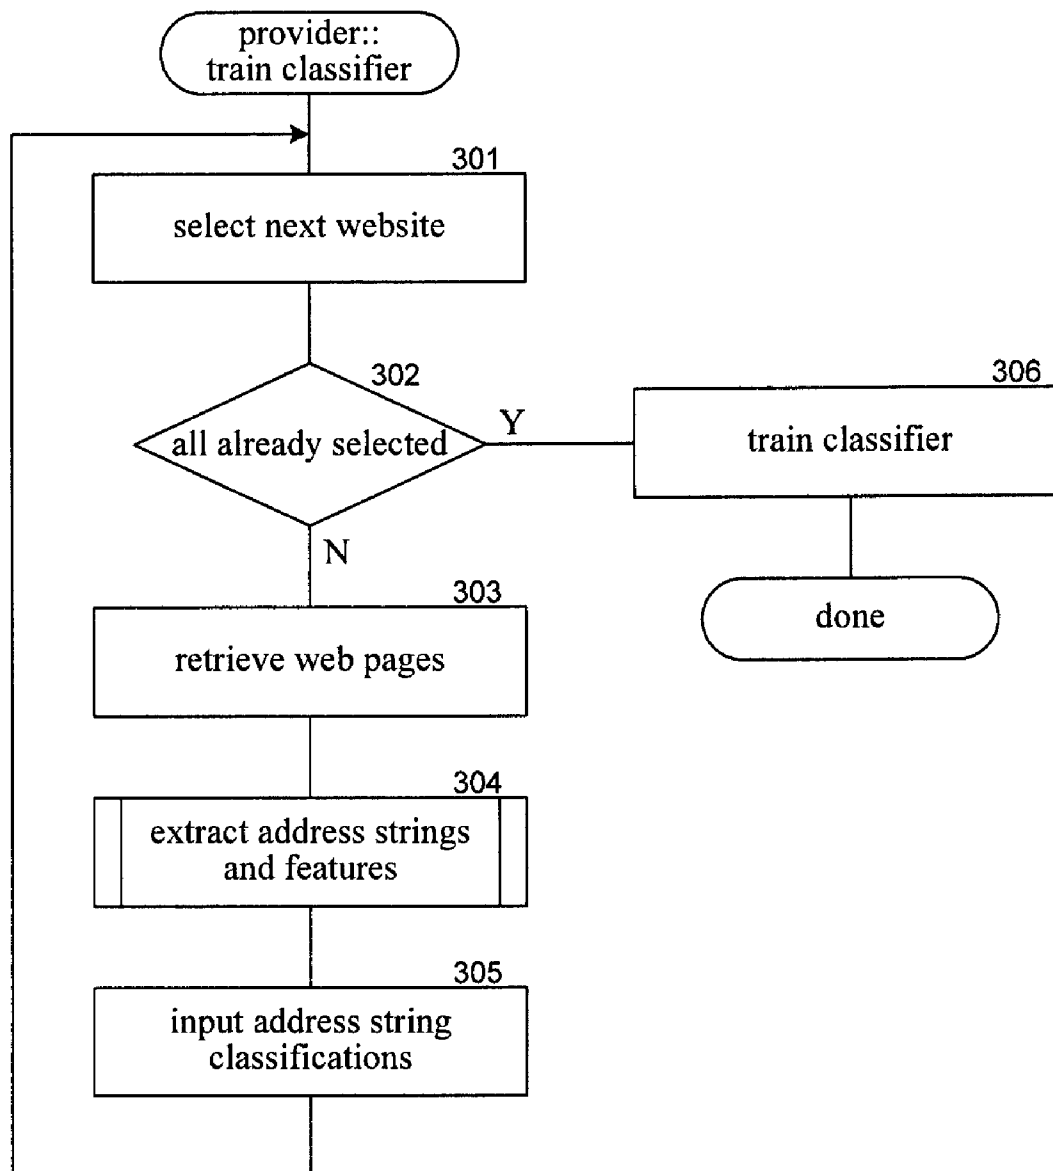 provider::
train classifier
301
select next website
302
all already selected
Y
306
train classifier
N
done
303
retrieve web pages
304
extract address strings
and features
305
input address string
classifications